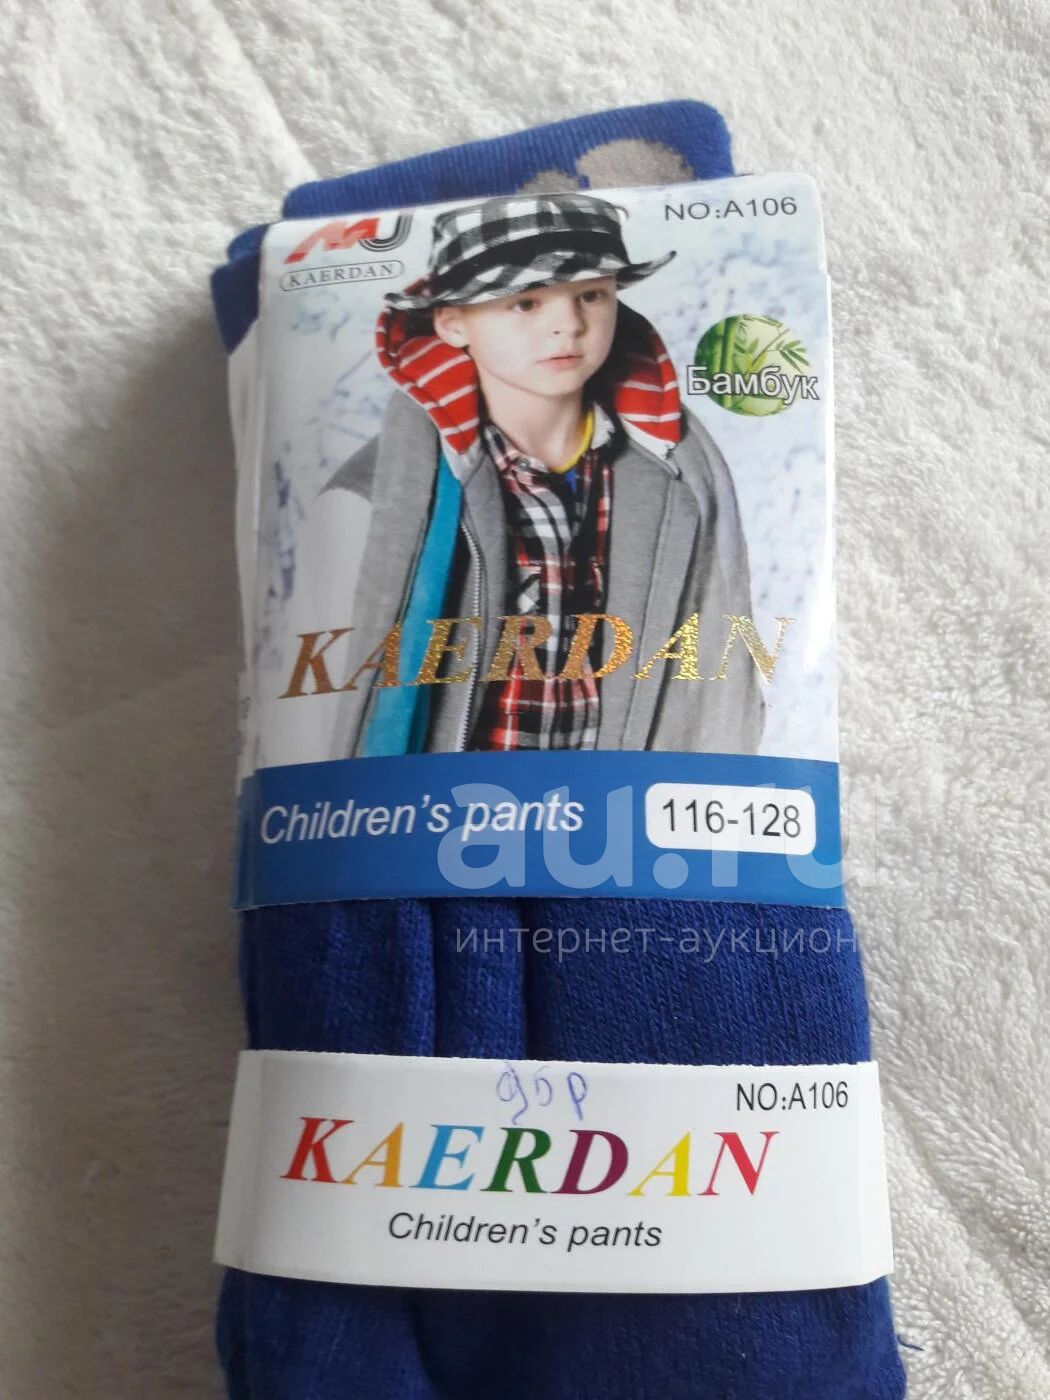 NO:A106
KAERDAN
Бамбук
KAERDAN
Children's pants
116-128
au.ru
интернет-аукцион
95р
NO:A106
KAERDAN
Children's pants